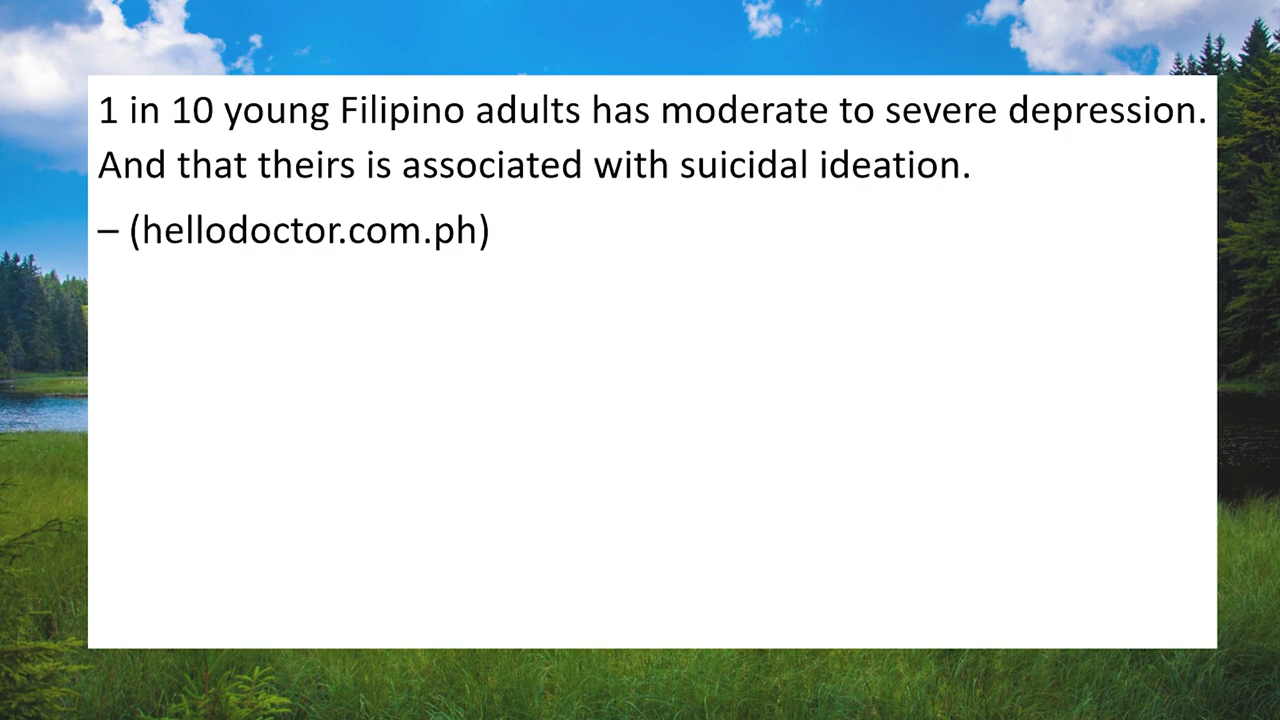 1 in 10 young Filipino adults has moderate to severe depression.
And that theirs is associated with suicidal ideation.
– (hellodoctor.com.ph)